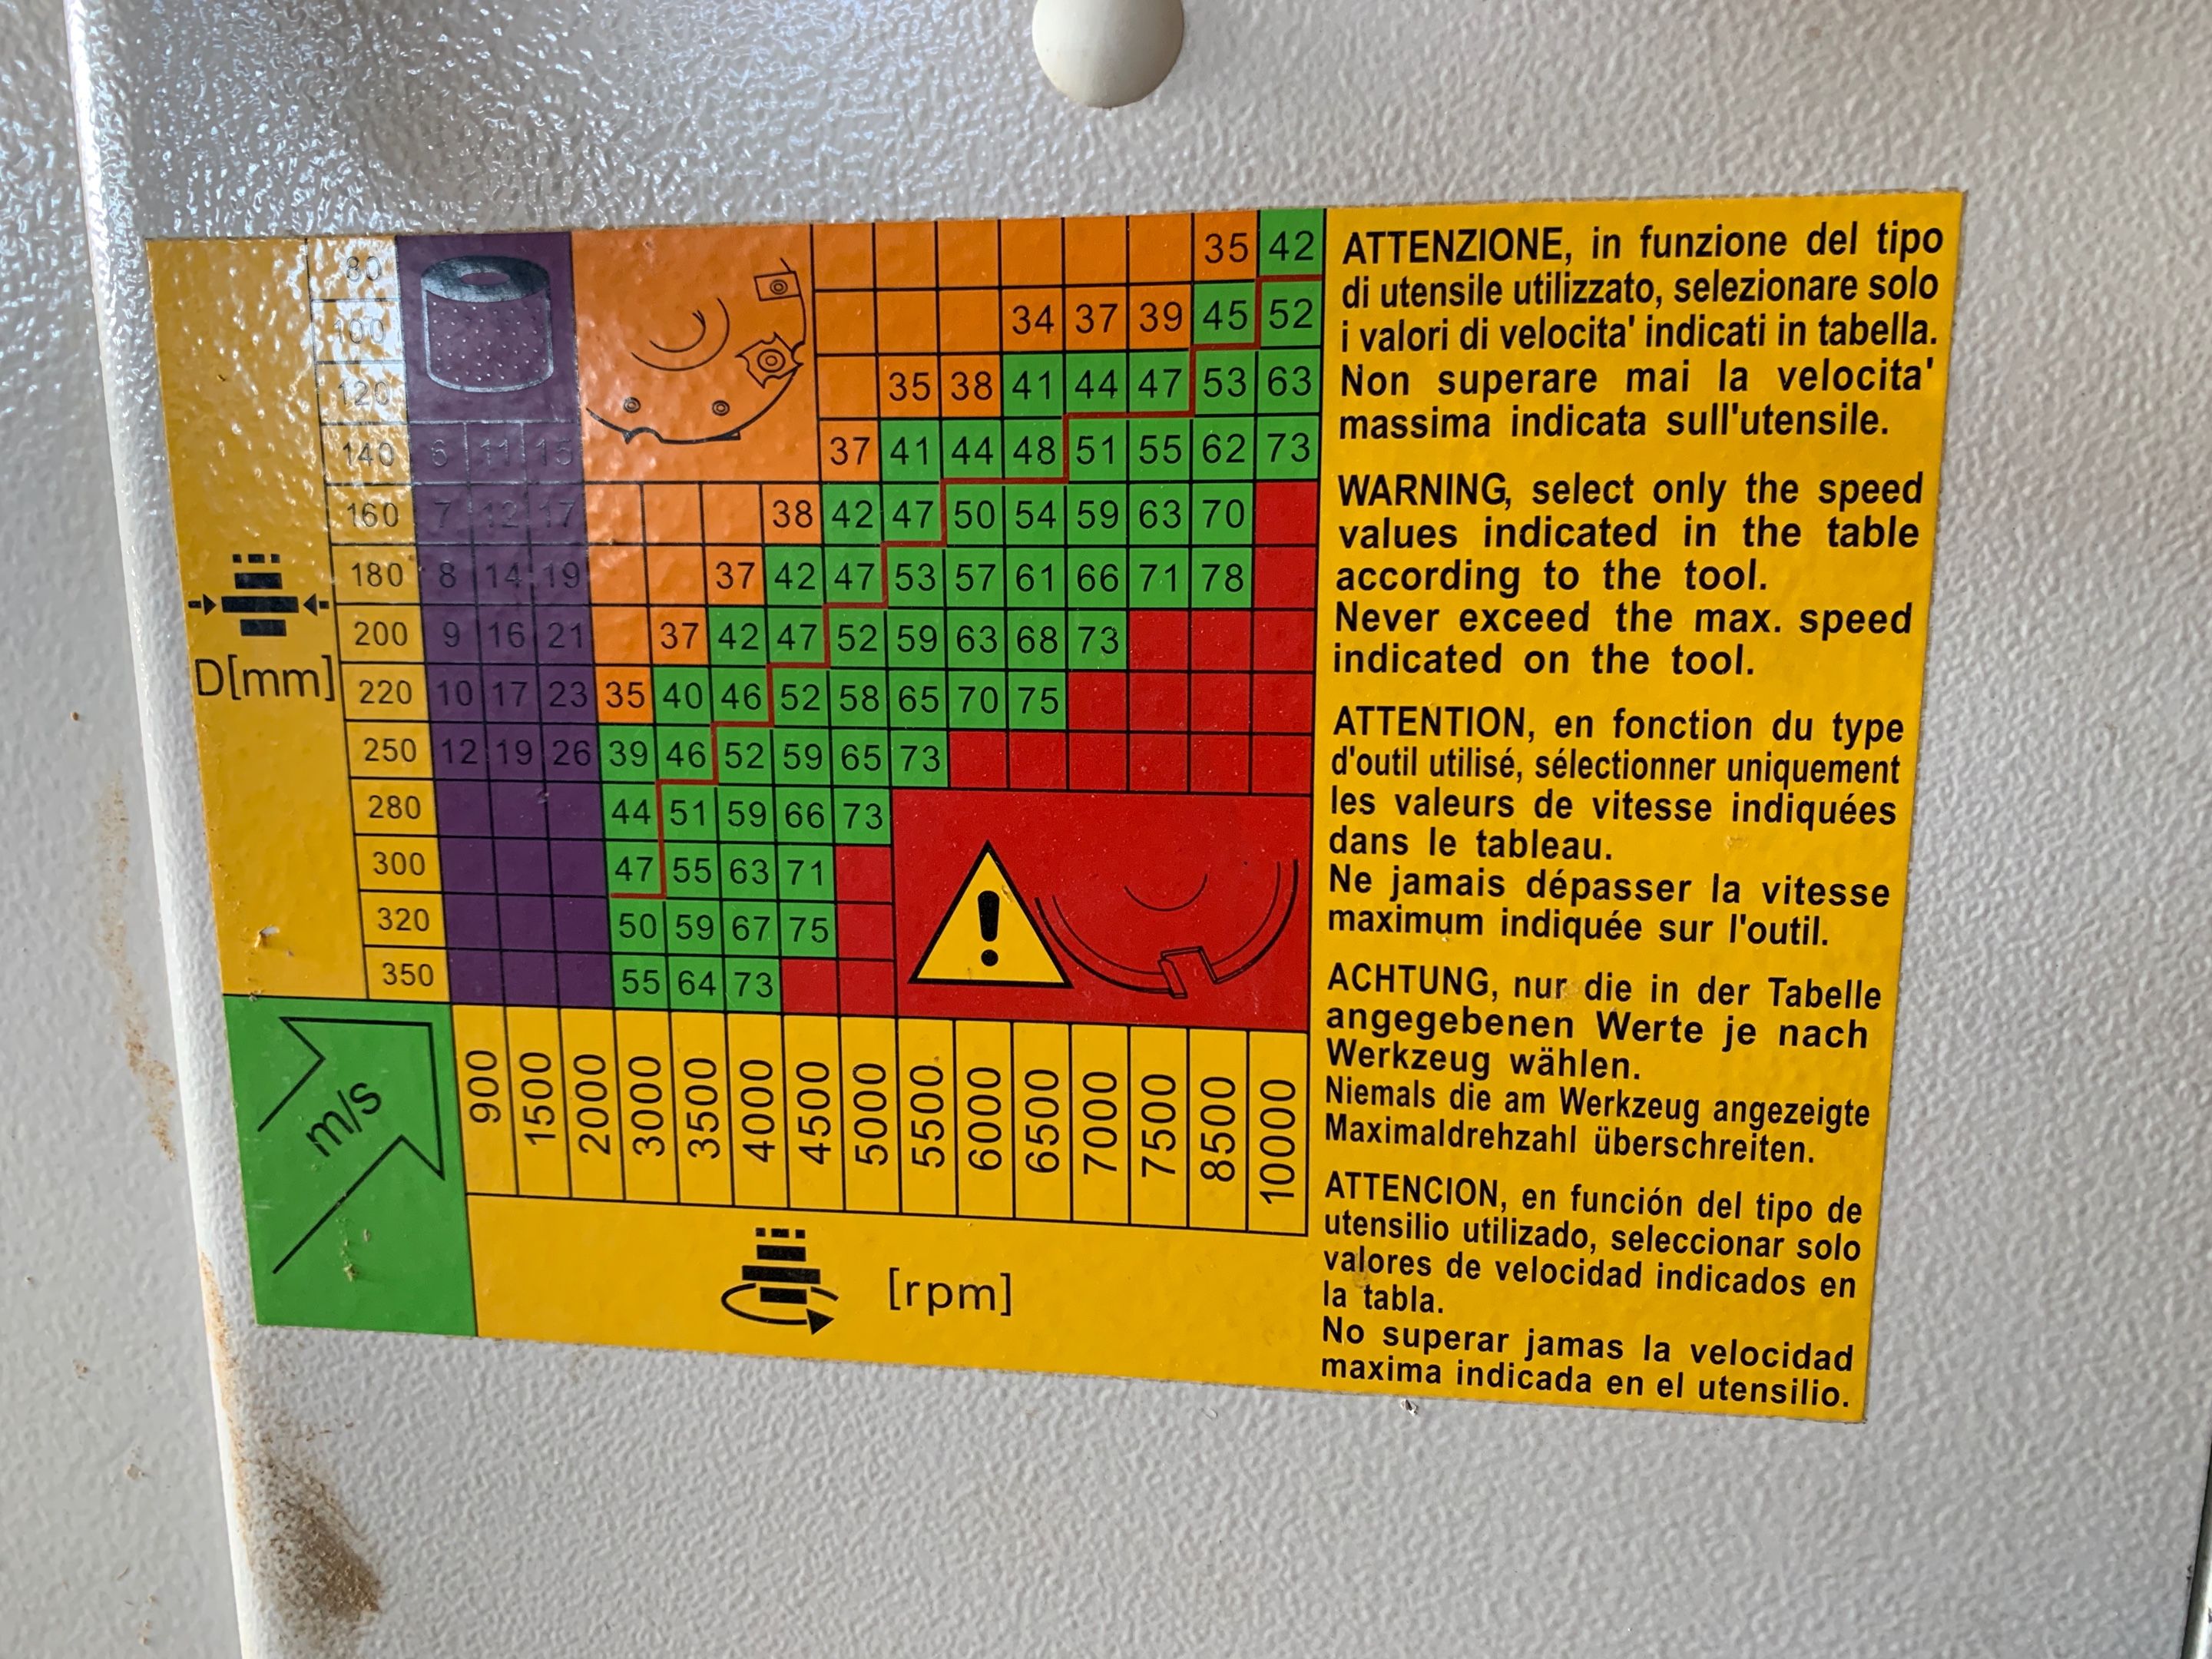 80 35 42
100 34 37 39 45 52
120 35 38 41 44 47 53 63
140 6 11 15 37 41 44 48 51 55 62 73
160 7 12 17 38 42 47 50 54 59 63 70
180 8 14 19 37 42 47 53 57 61 66 71 78
200 9 16 21 37 42 47 52 59 63 68 73
D[mm] 220 10 17 23 35 40 46 52 58 65 70 75
250 12 19 26 39 46 52 59 65 73
280 44 51 59 66 73
300 47 55 63 71
320 50 59 67 75
350 55 64 73
m/s 900 1500 2000 3000 3500 4000 4500 5000 5500 6000 6500 7000 7500 8500 10000
[rpm]
ATTENZIONE, in funzione del tipo
di utensile utilizzato, selezionare solo
i valori di velocita' indicati in tabella.
Non superare mai la velocita'
massima indicata sull'utensile.
WARNING, select only the speed
values indicated in the table
according to the tool.
Never exceed the max. speed
indicated on the tool.
ATTENTION, en fonction du type
d'outil utilisé, sélectionner uniquement
les valeurs de vitesse indiquées
dans le tableau.
Ne jamais dépasser la vitesse
maximum indiquée sur l'outil.
ACHTUNG, nur die in der Tabelle
angegebenen Werte je nach
Werkzeug wählen.
Niemals die am Werkzeug angezeigte
Maximaldrehzahl überschreiten.
ATTENCION, en función del tipo de
utensilio utilizado, seleccionar solo
valores de velocidad indicados en
la tabla.
No superar jamas la velocidad
maxima indicada en el utensilio.